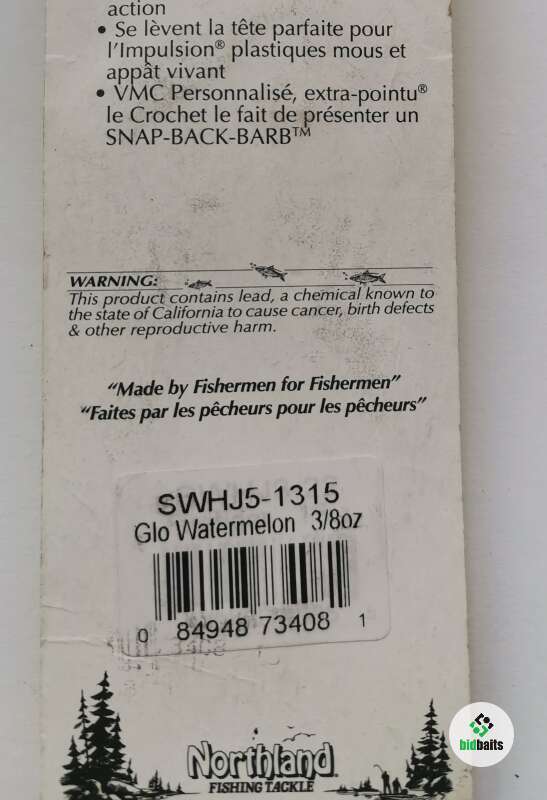 action
• Se lèvent la tête parfaite pour
l'Impulsion® plastiques mous et
appât vivant
• VMC Personnalisé, extra-pointu®
le Crochet le fait de présenter un
SNAP-BACK-BARB™
WARNING:
This product contains lead, a chemical known to
the state of California to cause cancer, birth defects
& other reproductive harm.
"Made by Fishermen for Fishermen"
"Faites par les pêcheurs pour les pêcheurs"
SWHJ5-1315
Glo Watermelon 3/8oz
0 84948 73408 1
Northland
FISHING TACKLE
bidbaits